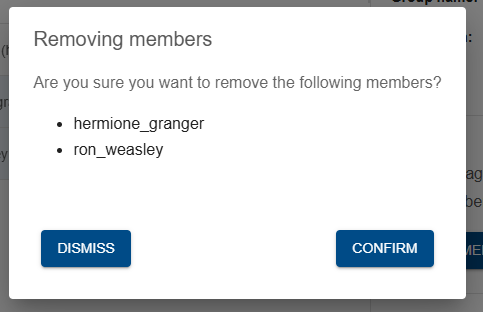 Removing members
Are you sure you want to remove the following members?
hermione_granger
ron_weasley
DISMISS
CONFIRM